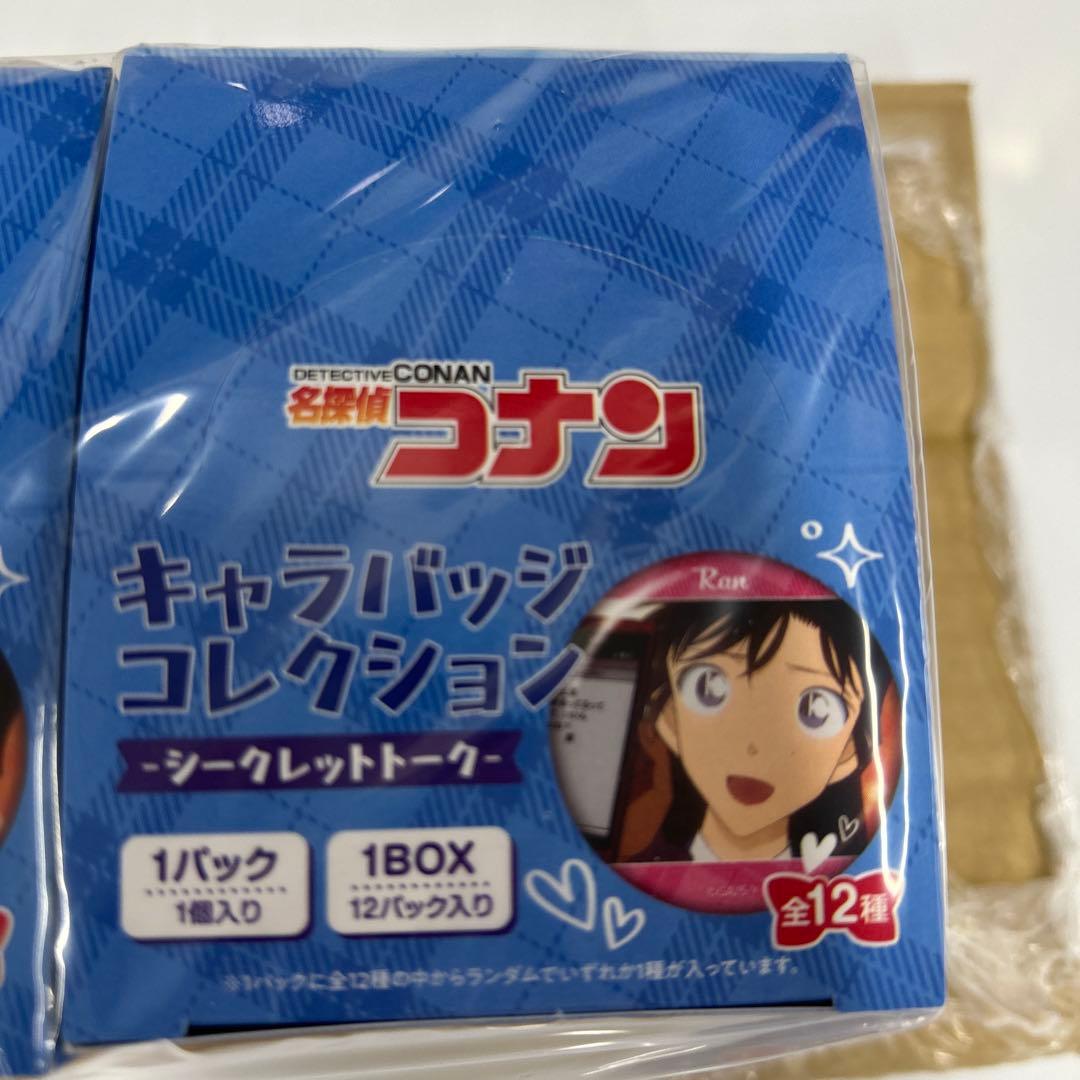 DETECTIVE CONAN
名探偵コナン
キャラバッジ
コレクション
-シークレットトーク-
Ran
1パック
1個入り
1BOX
12パック入り
全12種
※1パックに全12種の中からランダムでいずれか1種が入っています。